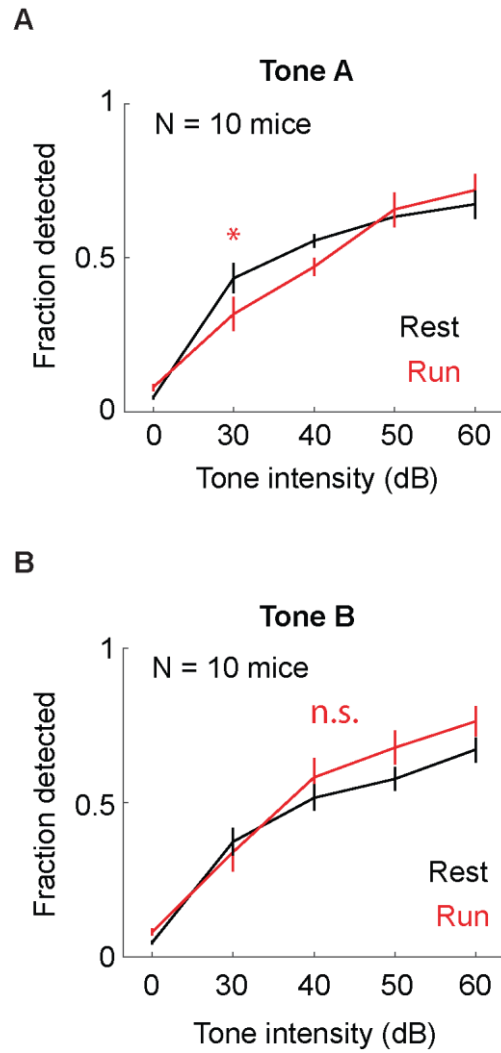 A
Tone A
1
N = 10 mice
*
0.5
Rest
Run
0
0 30 40 50 60
Fraction detected
Tone intensity (dB)
B
Tone B
1
N = 10 mice
n.s.
0.5
Rest
Run
0
0 30 40 50 60
Fraction detected
Tone intensity (dB)